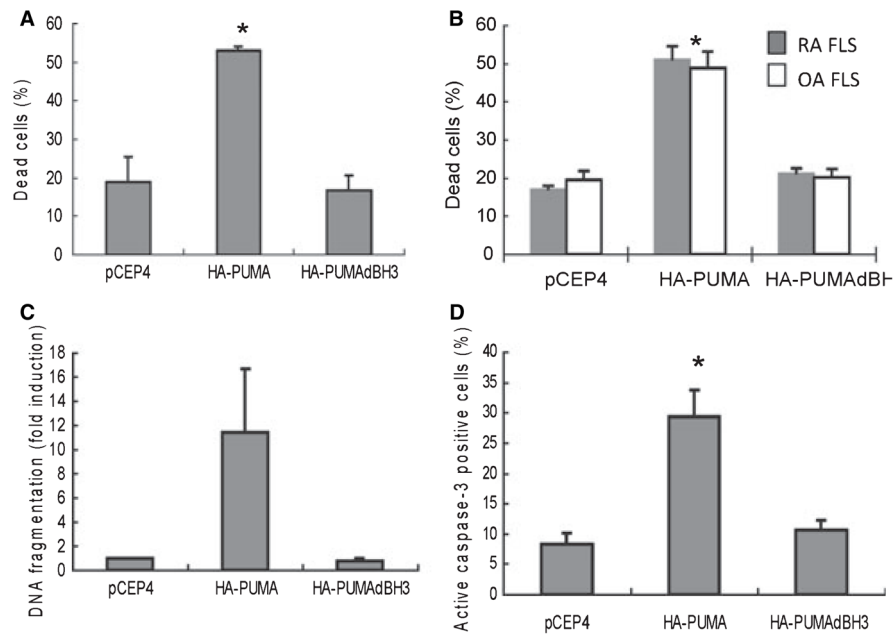 A
Dead cells (%)
60
50
40
30
20
10
0
*
pCEP4 HA-PUMA HA-PUMAdBH3
B
Dead cells (%)
60
50
40
30
20
10
0
*
RA FLS
OA FLS
pCEP4 HA-PUMA HA-PUMAdBH
C
DNA fragmentation (fold induction)
18
16
14
12
10
8
6
4
2
0
pCEP4 HA-PUMA HA-PUMAdBH3
D
Active caspase-3 positive cells (%)
40
35
30
25
20
15
10
5
0
*
pCEP4 HA-PUMA HA-PUMAdBH3